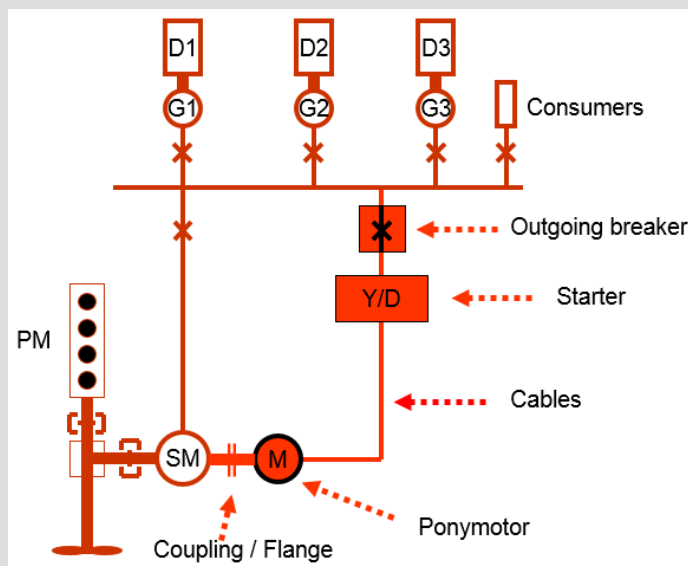 D1
D2
D3
G1
G2
G3
Consumers
Outgoing breaker
Y/D
Starter
PM
Cables
SM
M
Ponymotor
Coupling / Flange